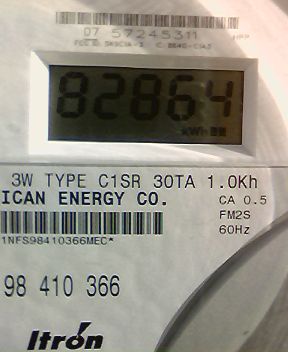 07 57245311
82864
kWh
3W TYPE C1SR 30TA 1.0Kh
ICAN ENERGY CO.
CA 0.5
FM2S
60Hz
1NFS98410366MEC*
98 410 366
Itron